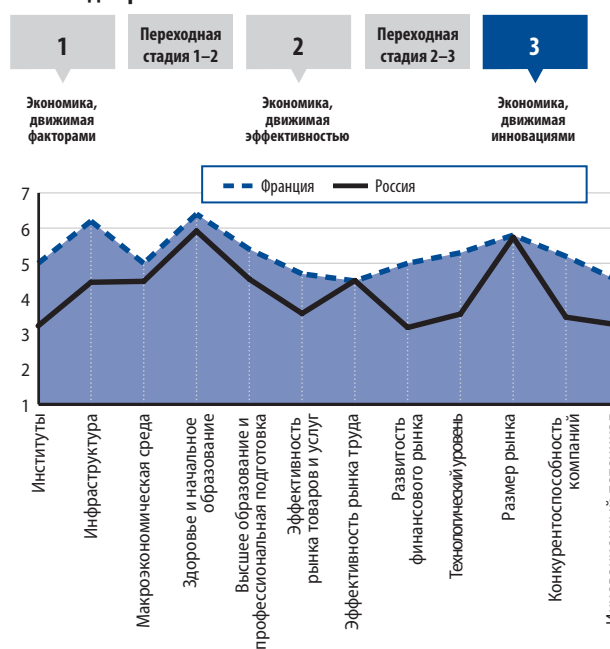 1
Переходная
стадия 1–2
2
Переходная
стадия 2–3
3
Экономика,
движимая
факторами
Экономика,
движимая
эффективностью
Экономика,
движимая
инновациями
Франция
Россия
7
6
5
4
3
2
1
Институты
Инфраструктура
Макроэкономическая среда
Здоровье и начальное
образование
Высшее образование и
профессиональная подготовка
Эффективность
рынка товаров и услуг
Эффективность рынка труда
Развитость
финансового рынка
Технологический уровень
Размер рынка
Конкурентоспособность
компаний